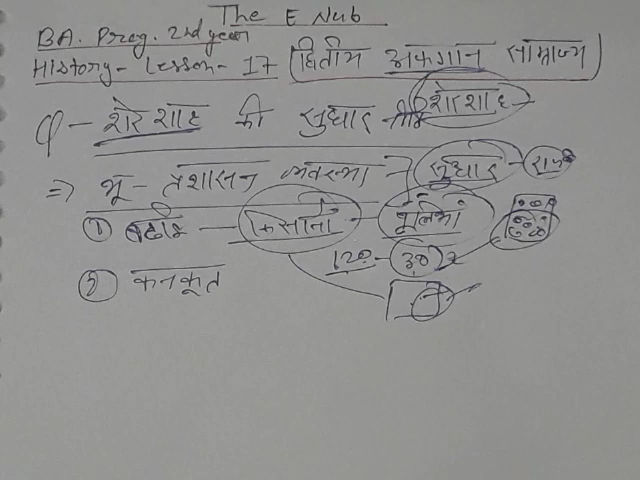 The E Nub
BA. Prog. 2nd year
History - Lesson - 17 (द्वितीय अफगान साम्राज्य)
Q - शेर शाह की सुधार नीति शेरशाह
⇒ भू - प्रशासन व्यवस्था - सुधार -
① बटाई - किसानों - भूमिका
120 - 30
② कनकूत